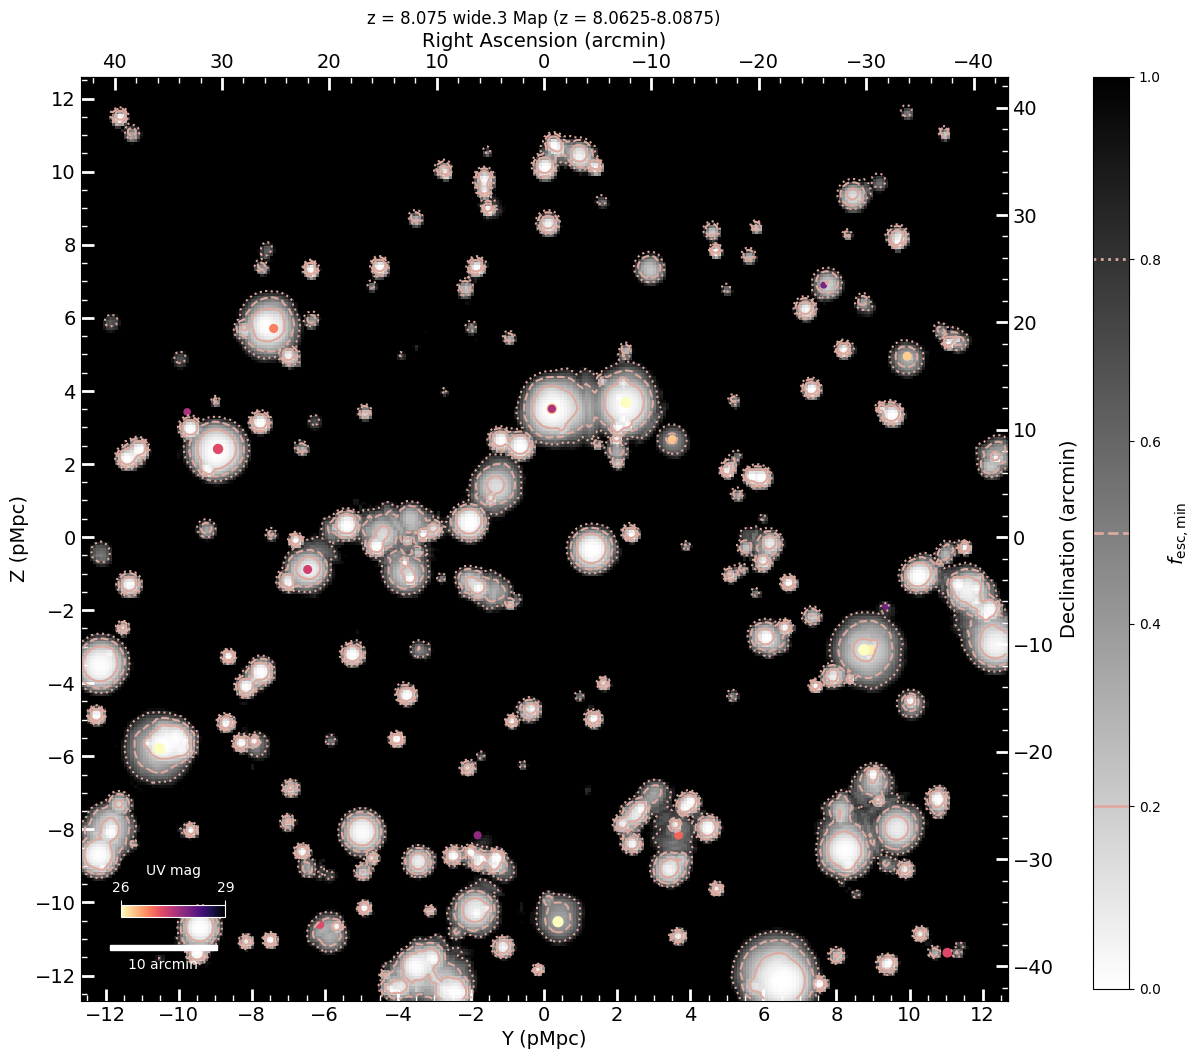 z = 8.075 wide.3 Map (z = 8.0625-8.0875)
Right Ascension (arcmin)
40 30 20 10 0 −10 −20 −30 −40
12
10
8
6
4
2
0
−2
−4
−6
−8
−10
−12
Z (pMpc)
40
30
20
10
0
−10
−20
−30
−40
Declination (arcmin)
1.0
0.8
0.6
0.4
0.2
0.0
fesc,min
UV mag
26 29
10 arcmin
−12 −10 −8 −6 −4 −2 0 2 4 6 8 10 12
Y (pMpc)